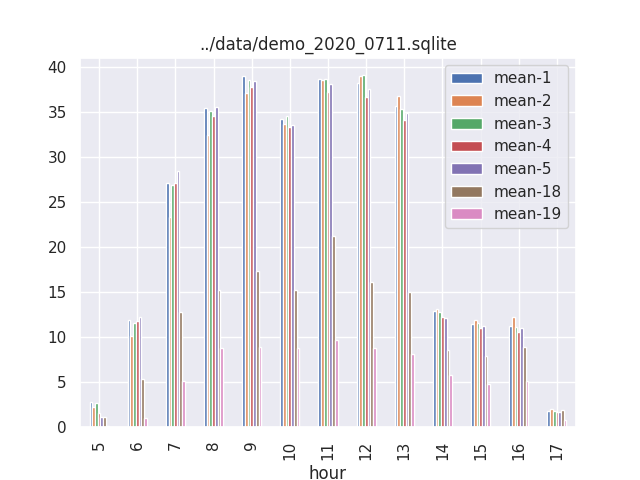 ../data/demo_2020_0711.sqlite
40
35
30
25
20
15
10
5
0
mean-1
mean-2
mean-3
mean-4
mean-5
mean-18
mean-19
5 6 7 8 9 10 11 12 13 14 15 16 17
hour